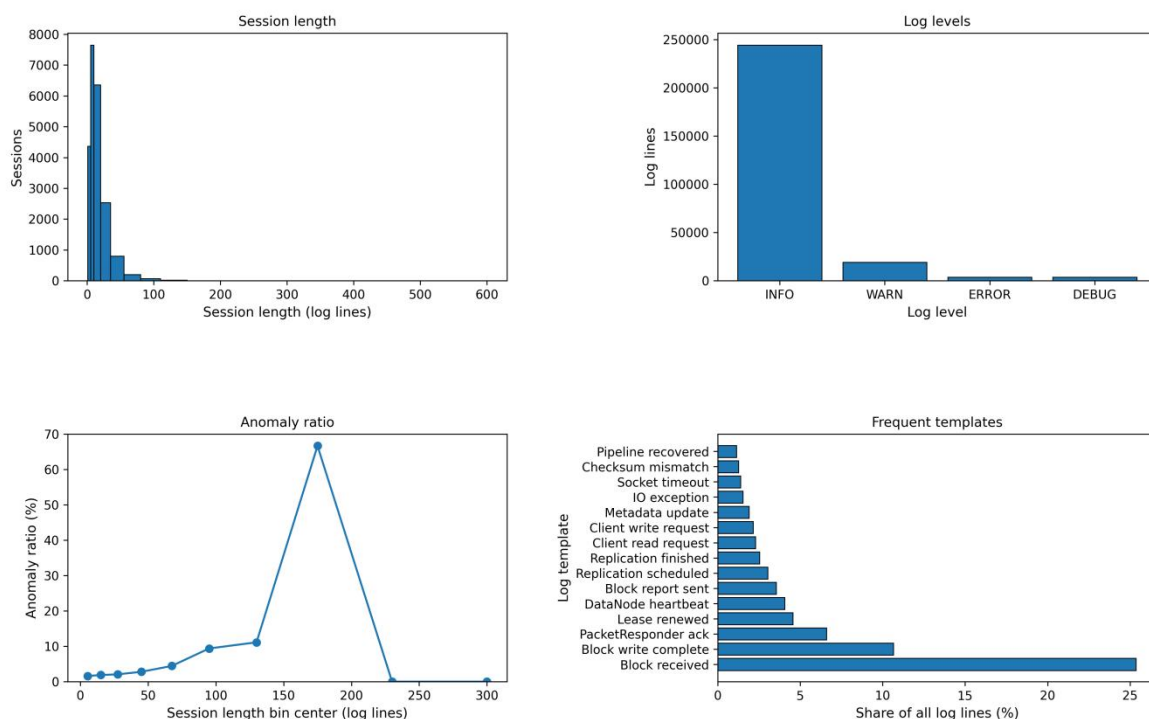 Session length
8000
7000
6000
5000
4000
3000
2000
1000
0
Sessions
0 100 200 300 400 500 600
Session length (log lines)
Log levels
250000
200000
150000
100000
50000
0
Log lines
INFO WARN ERROR DEBUG
Log level
Anomaly ratio
70
60
50
40
30
20
10
0
Anomaly ratio (%)
0 50 100 150 200 250 300
Session length bin center (log lines)
Frequent templates
Pipeline recovered
Checksum mismatch
Socket timeout
IO exception
Metadata update
Client write request
Client read request
Replication finished
Replication scheduled
Block report sent
DataNode heartbeat
Lease renewed
PacketResponder ack
Block write complete
Block received
Log template
0 5 10 15 20 25
Share of all log lines (%)